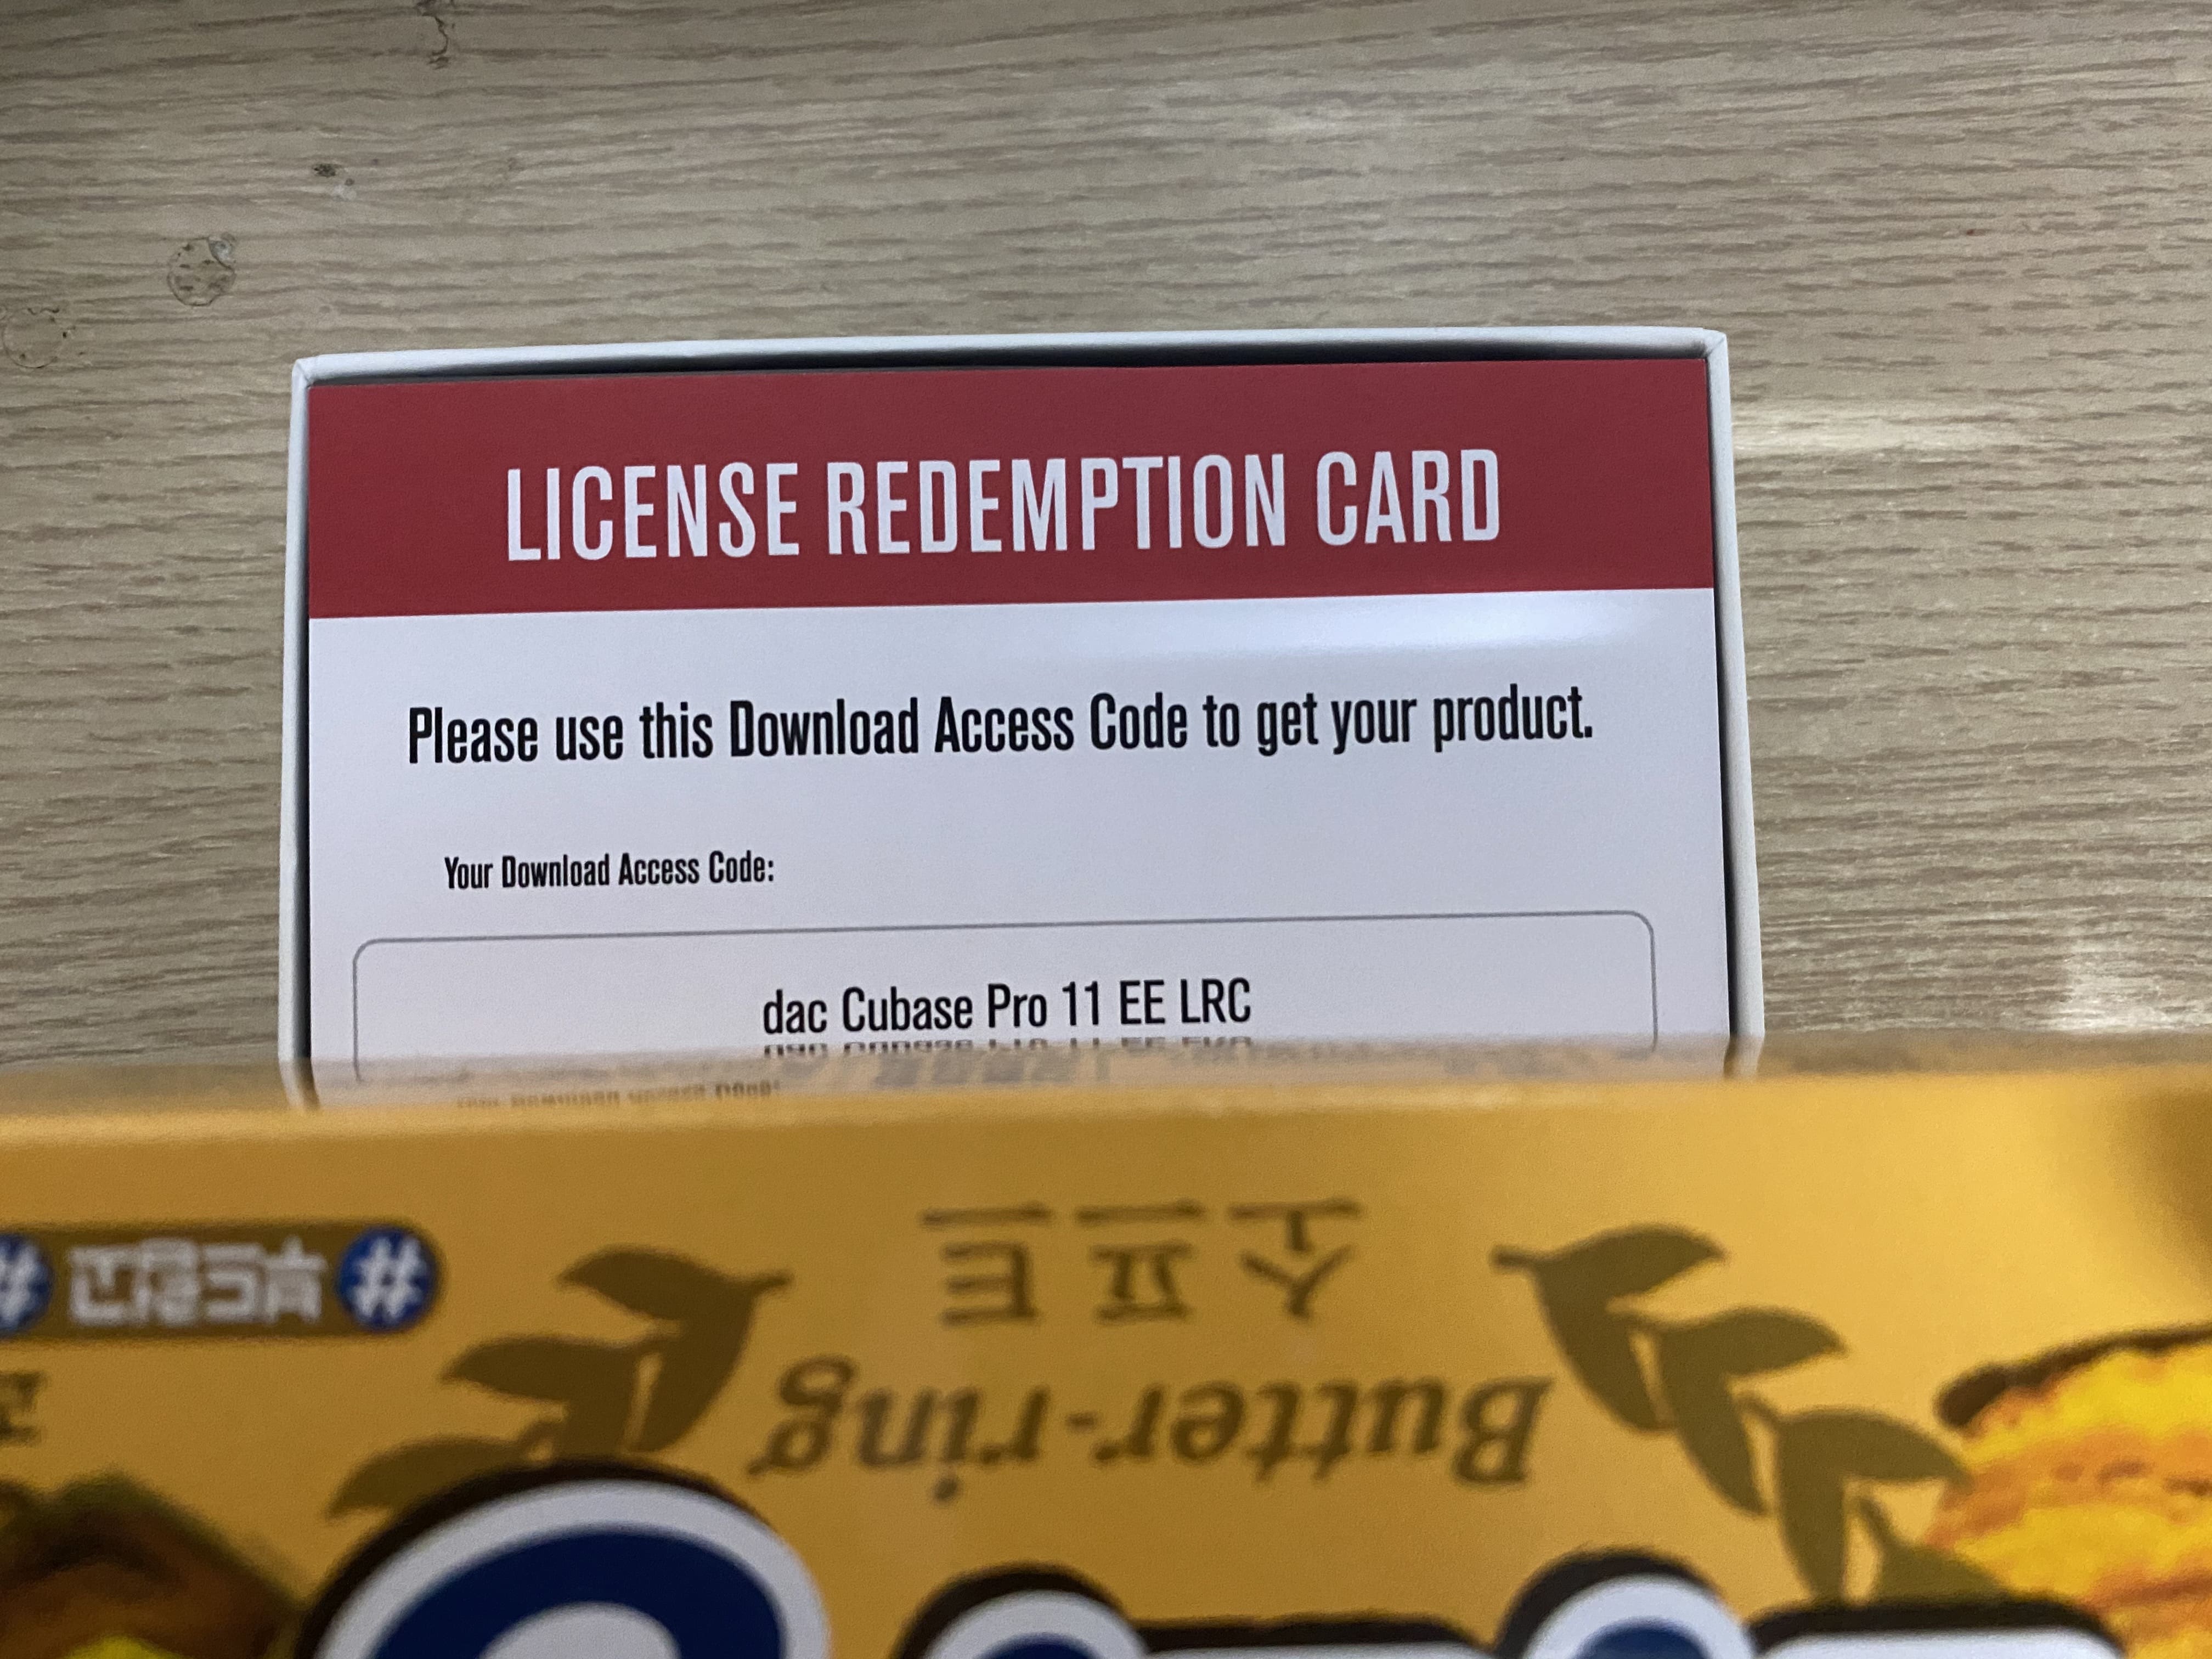 LICENSE REDEMPTION CARD
Please use this Download Access Code to get your product.
Your Download Access Code:
dac Cubase Pro 11 EE LRC
Butter-ring
# #